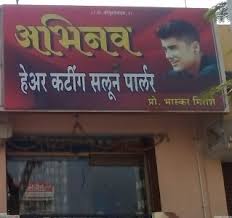 अभिनव
हेअर कटींग सलून पार्लर
प्रो. भास्कर